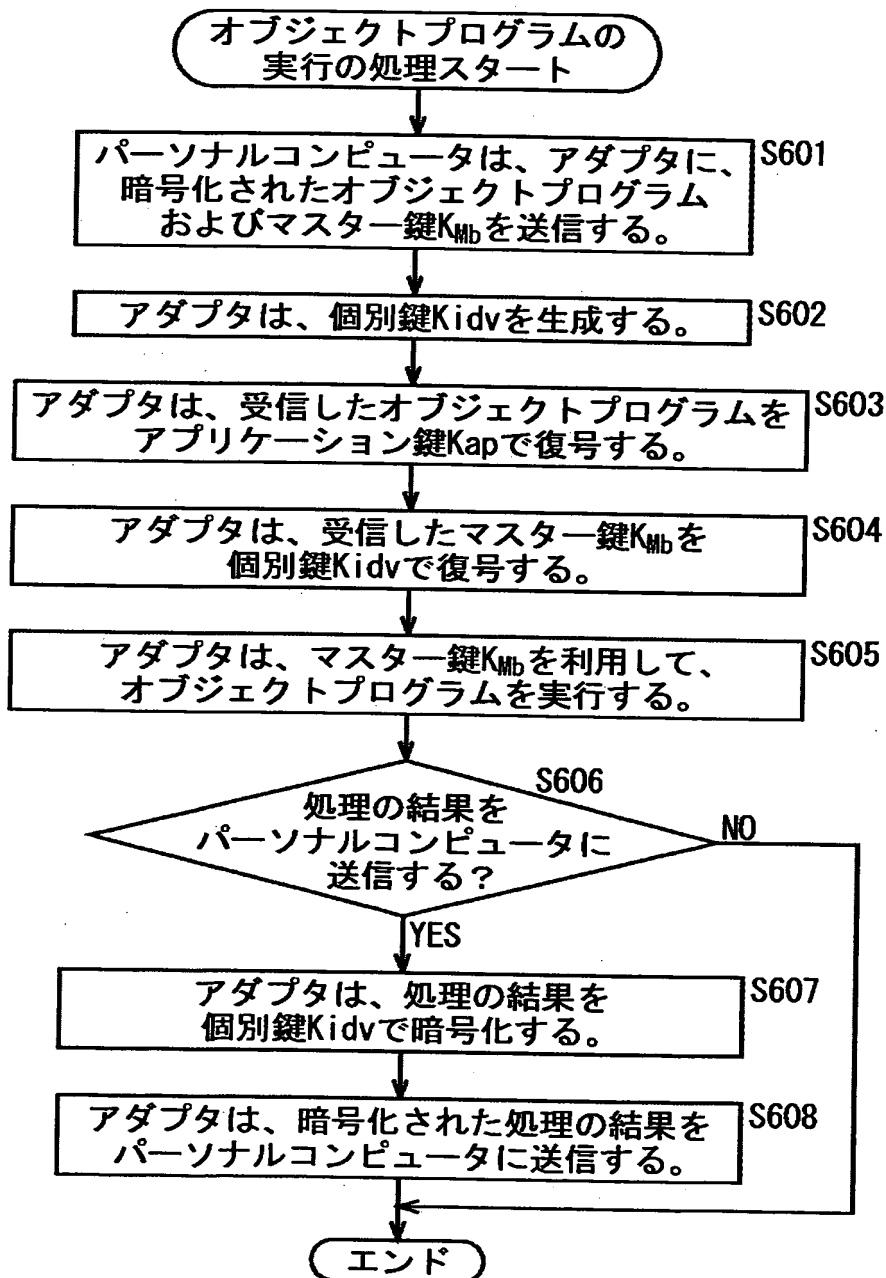 オブジェクトプログラムの
実行の処理スタート
パーソナルコンピュータは、アダプタに、
暗号化されたオブジェクトプログラム
およびマスター鍵KMbを送信する。
S601
アダプタは、個別鍵Kidvを生成する。
S602
アダプタは、受信したオブジェクトプログラムを
アプリケーション鍵Kapで復号する。
S603
アダプタは、受信したマスター鍵KMbを
個別鍵Kidvで復号する。
S604
アダプタは、マスター鍵KMbを利用して、
オブジェクトプログラムを実行する。
S605
S606
処理の結果を
パーソナルコンピュータに
送信する?
NO
YES
アダプタは、処理の結果を
個別鍵Kidvで暗号化する。
S607
アダプタは、暗号化された処理の結果を
パーソナルコンピュータに送信する。
S608
エンド